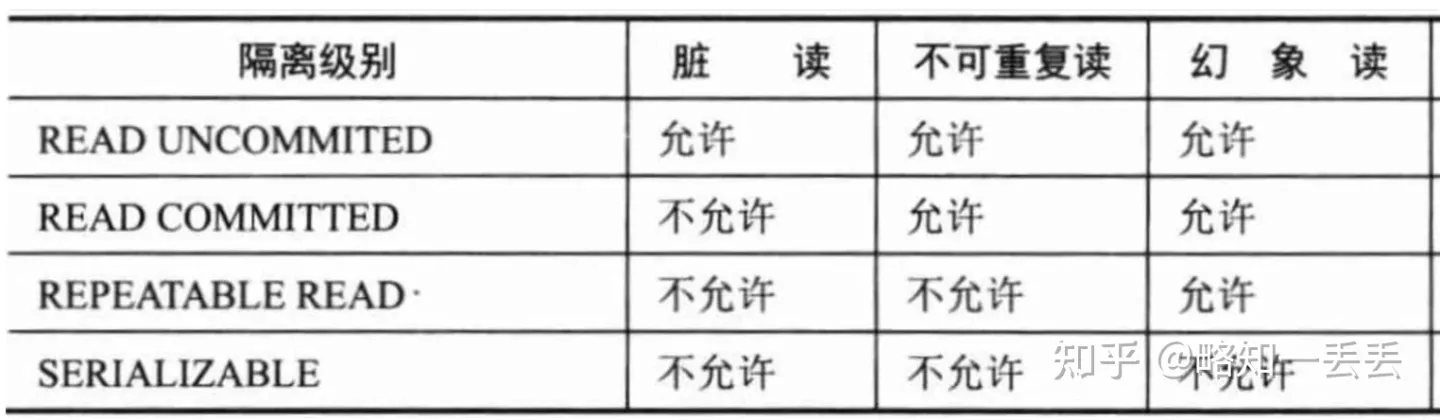 隔离级别 脏 读 不可重复读 幻 象 读
READ UNCOMMITED 允许 允许 允许
READ COMMITTED 不允许 允许 允许
REPEATABLE READ 不允许 不允许 允许
SERIALIZABLE 不允许 不允许 不允许
知乎 @略知一丢丢